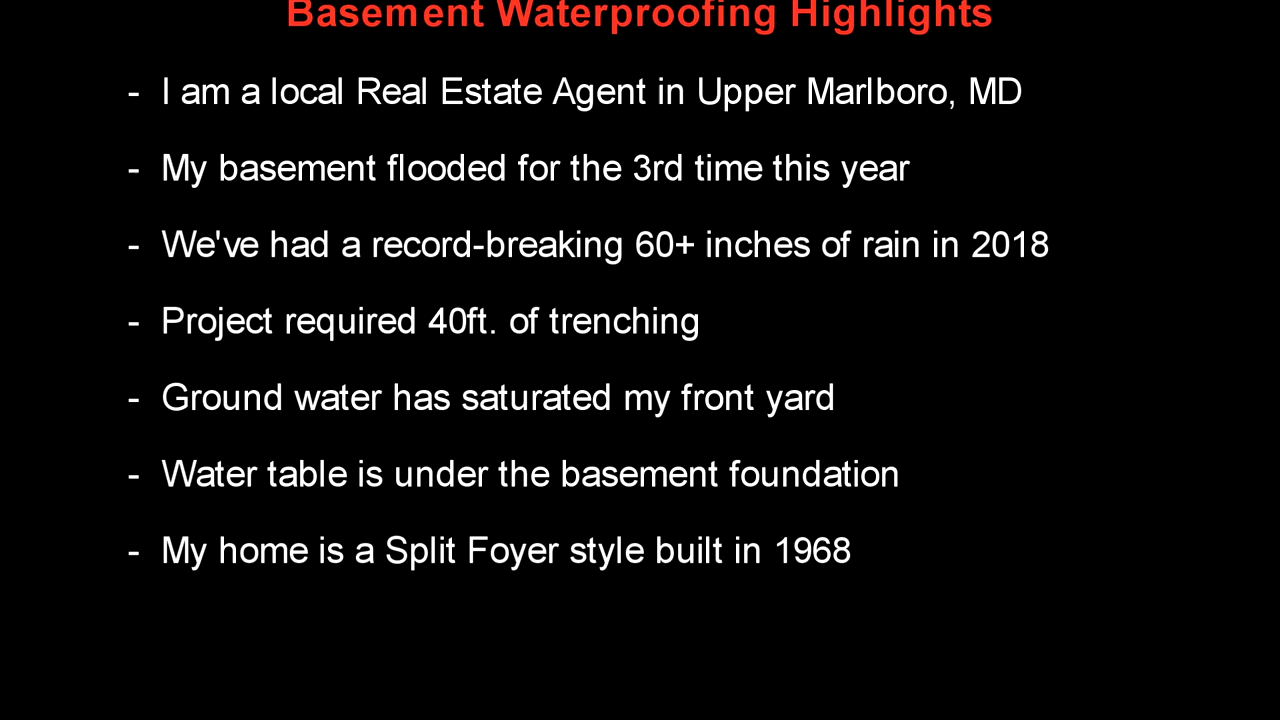 Basement Waterproofing Highlights
- I am a local Real Estate Agent in Upper Marlboro, MD
- My basement flooded for the 3rd time this year
- We've had a record-breaking 60+ inches of rain in 2018
- Project required 40ft. of trenching
- Ground water has saturated my front yard
- Water table is under the basement foundation
- My home is a Split Foyer style built in 1968